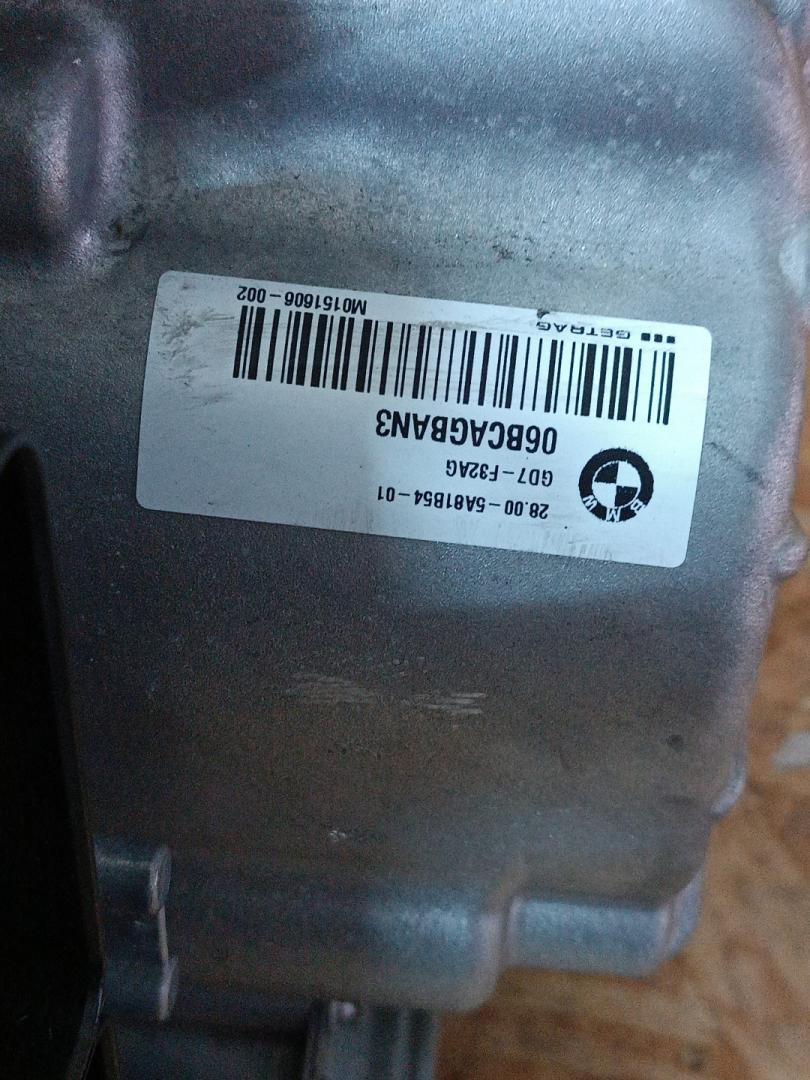 28.00-5A81B54-01
GD7-F32AG
06BCAGBAN3
BMW
GETRAG
M0151606-002